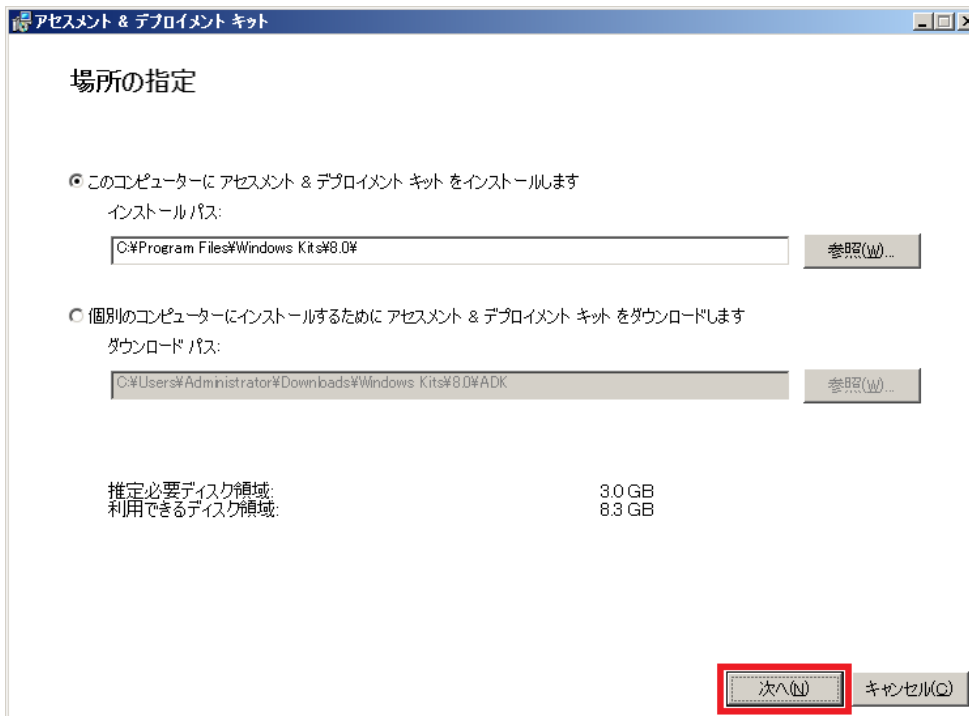 アセスメント & デプロイメント キット
場所の指定
このコンピューターに アセスメント & デプロイメント キット をインストールします
インストール パス:
C:¥Program Files¥Windows Kits¥8.0¥
参照(W)...
個別のコンピューターにインストールするために アセスメント & デプロイメント キット をダウンロードします
ダウンロード パス:
C:¥Users¥Administrator¥Downloads¥Windows Kits¥8.0¥ADK
参照(W)...
推定必要ディスク領域: 3.0 GB
利用できるディスク領域: 8.3 GB
次へ(N)
キャンセル(C)